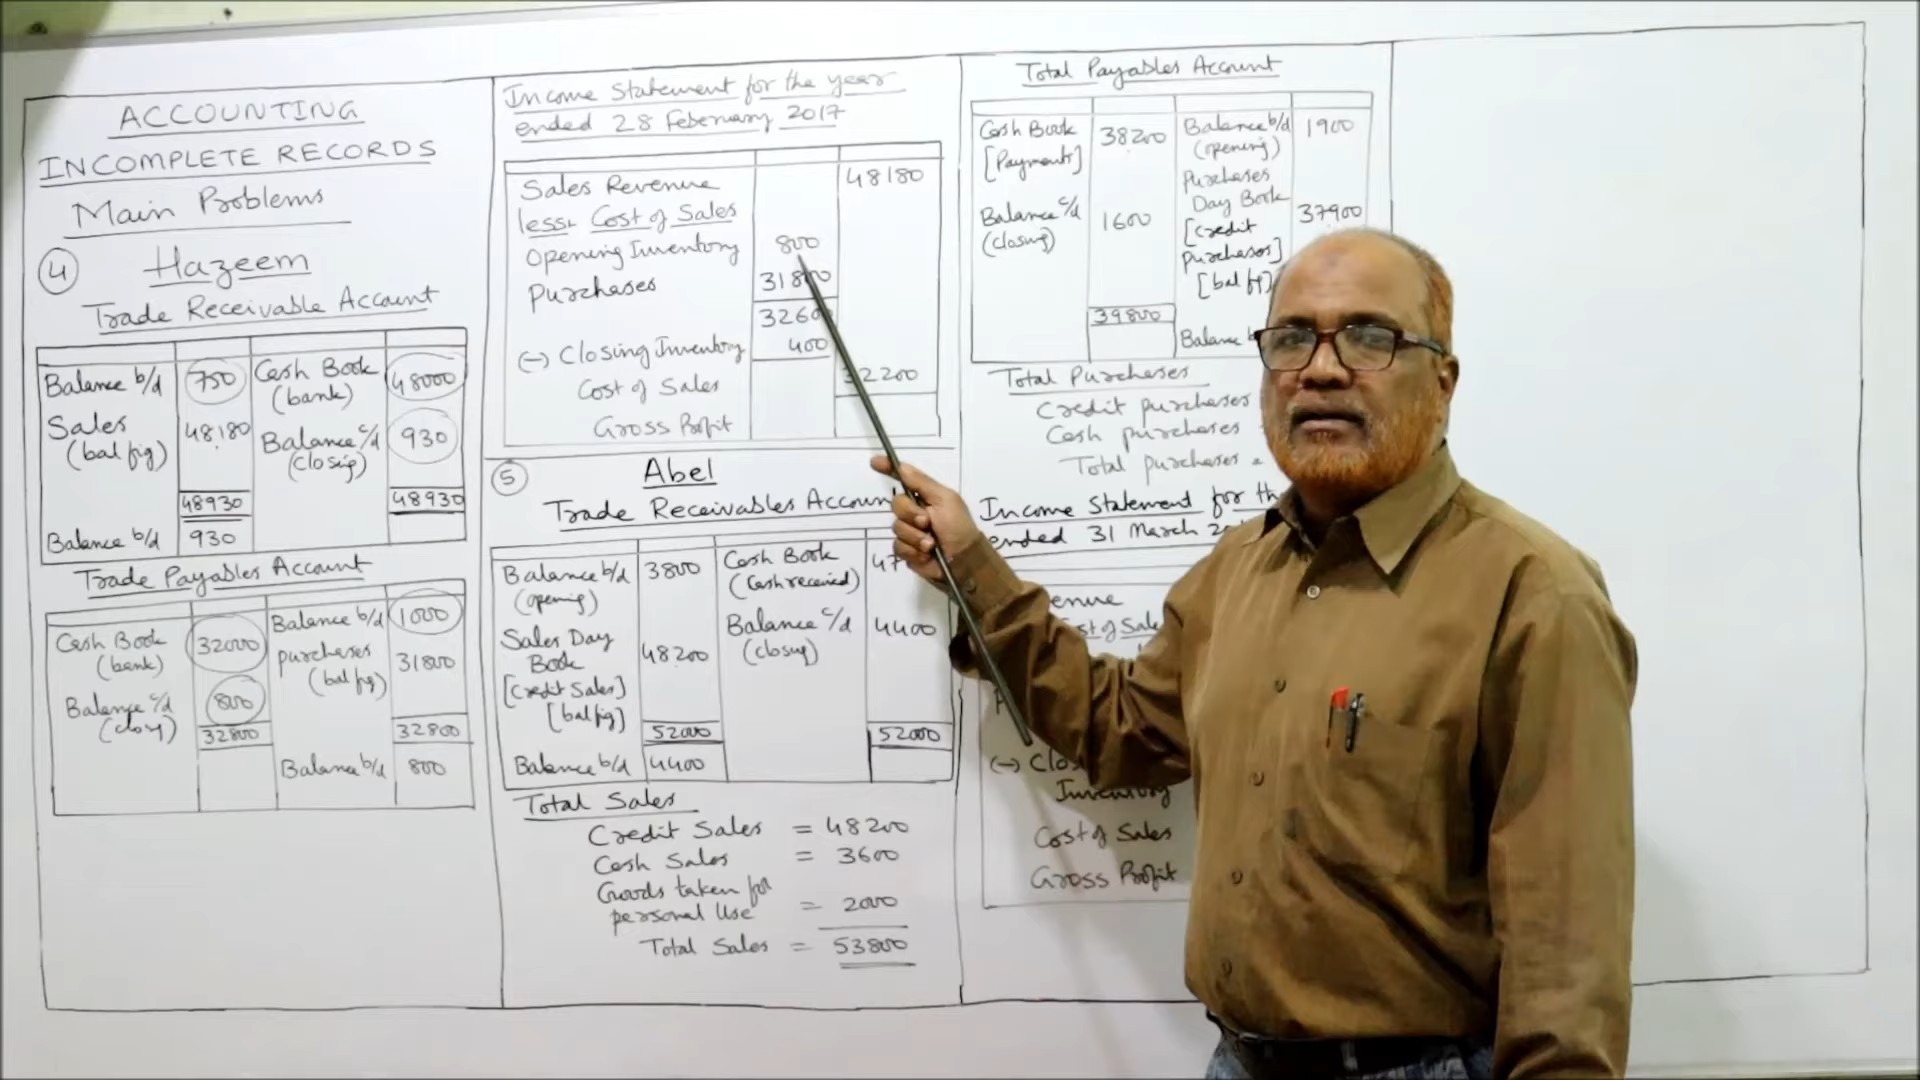 ACCOUNTING
INCOMPLETE RECORDS
Main Problems
4 Hazeem
Trade Receivable Account
Balance b/d 750 Cash Book 48000
(bank)
Sales 48180 Balance c/d 930
(bal fig) (closing)
48930 48930
Balance b/d 930
Trade Payables Account
Balance b/d 1000
Cash Book 32000
(bank) purchases 31800
(bal fig)
Balance c/d 800
(closy)
32800 32800
Balance b/d 800
Income Statement for the year
ended 28 February 2017
Sales Revenue 48180
less:- Cost of Sales
Opening Inventory 800
Purchases 31800
32600
(-) Closing Inventory 400
Cost of Sales 32200
Gross Profit
5 Abel
Trade Receivables Account
Balance b/d 3800 Cash Book
(opening) (Cash received)
Sales Day Balance c/d 4400
Book 48200 (closing)
[Credit Sales]
[bal fig]
52000 52000
Balance b/d 4400
Total Sales
Credit Sales = 48200
Cash Sales = 3600
Goods taken for
personal Use = 2000
Total Sales = 53800
Total Payables Account
Cash Book 38200 Balance b/d 1900
[Payments] (opening)
Purchases
Balance c/d 1600 Day Book 37900
(closing) [credit
purchases]
[bal fig]
39800
Balance
Total Purchases
Credit purchases
Cash purchases
Total purchases =
Income Statement for the
ended 31 March
Cost of Sales
(-)
Inventory
Cost of Sales
Gross Profit